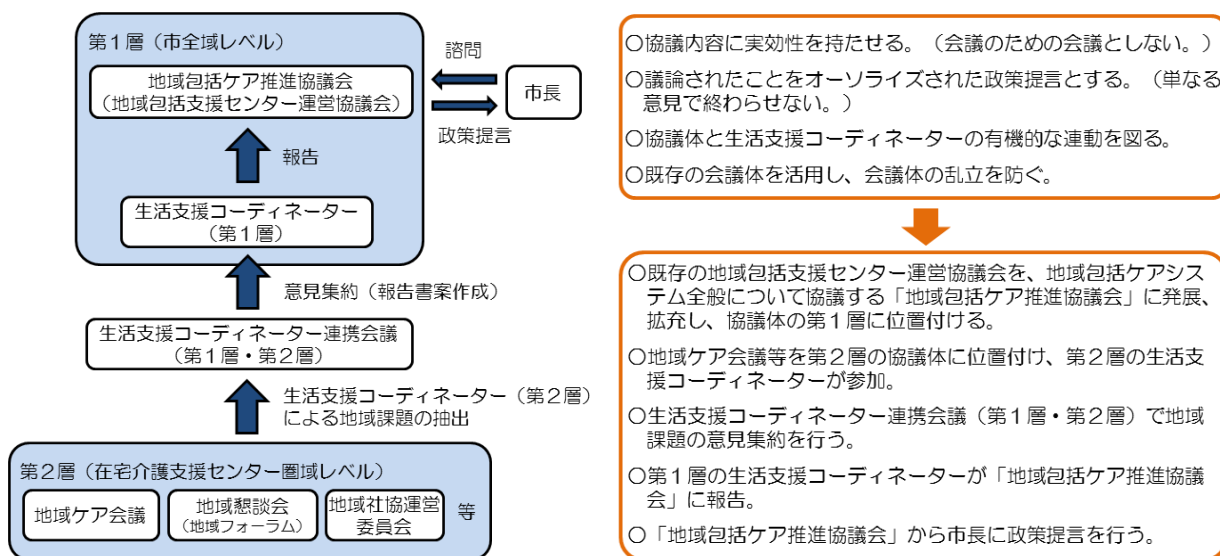 第1層(市全域レベル)
地域包括ケア推進協議会
(地域包括支援センター運営協議会)
諮問
市長
政策提言
報告
生活支援コーディネーター
(第1層)
意見集約(報告書案作成)
生活支援コーディネーター連携会議
(第1層・第2層)
生活支援コーディネーター(第2層)
による地域課題の抽出
第2層(在宅介護支援センター圏域レベル)
地域ケア会議
地域懇談会
(地域フォーラム)
地域社協運営
委員会
等
〇協議内容に実効性を持たせる。(会議のための会議としない。)
〇議論されたことをオーソライズされた政策提言とする。(単なる
意見で終わらせない。)
〇協議体と生活支援コーディネーターの有機的な連動を図る。
〇既存の会議体を活用し、会議体の乱立を防ぐ。
〇既存の地域包括支援センター運営協議会を、地域包括ケアシス
テム全般について協議する「地域包括ケア推進協議会」に発展、
拡充し、協議体の第1層に位置付ける。
〇地域ケア会議等を第2層の協議体に位置付け、第2層の生活支
援コーディネーターが参加。
〇生活支援コーディネーター連携会議(第1層・第2層)で地域
課題の意見集約を行う。
〇第1層の生活支援コーディネーターが「地域包括ケア推進協議
会」に報告。
〇「地域包括ケア推進協議会」から市長に政策提言を行う。